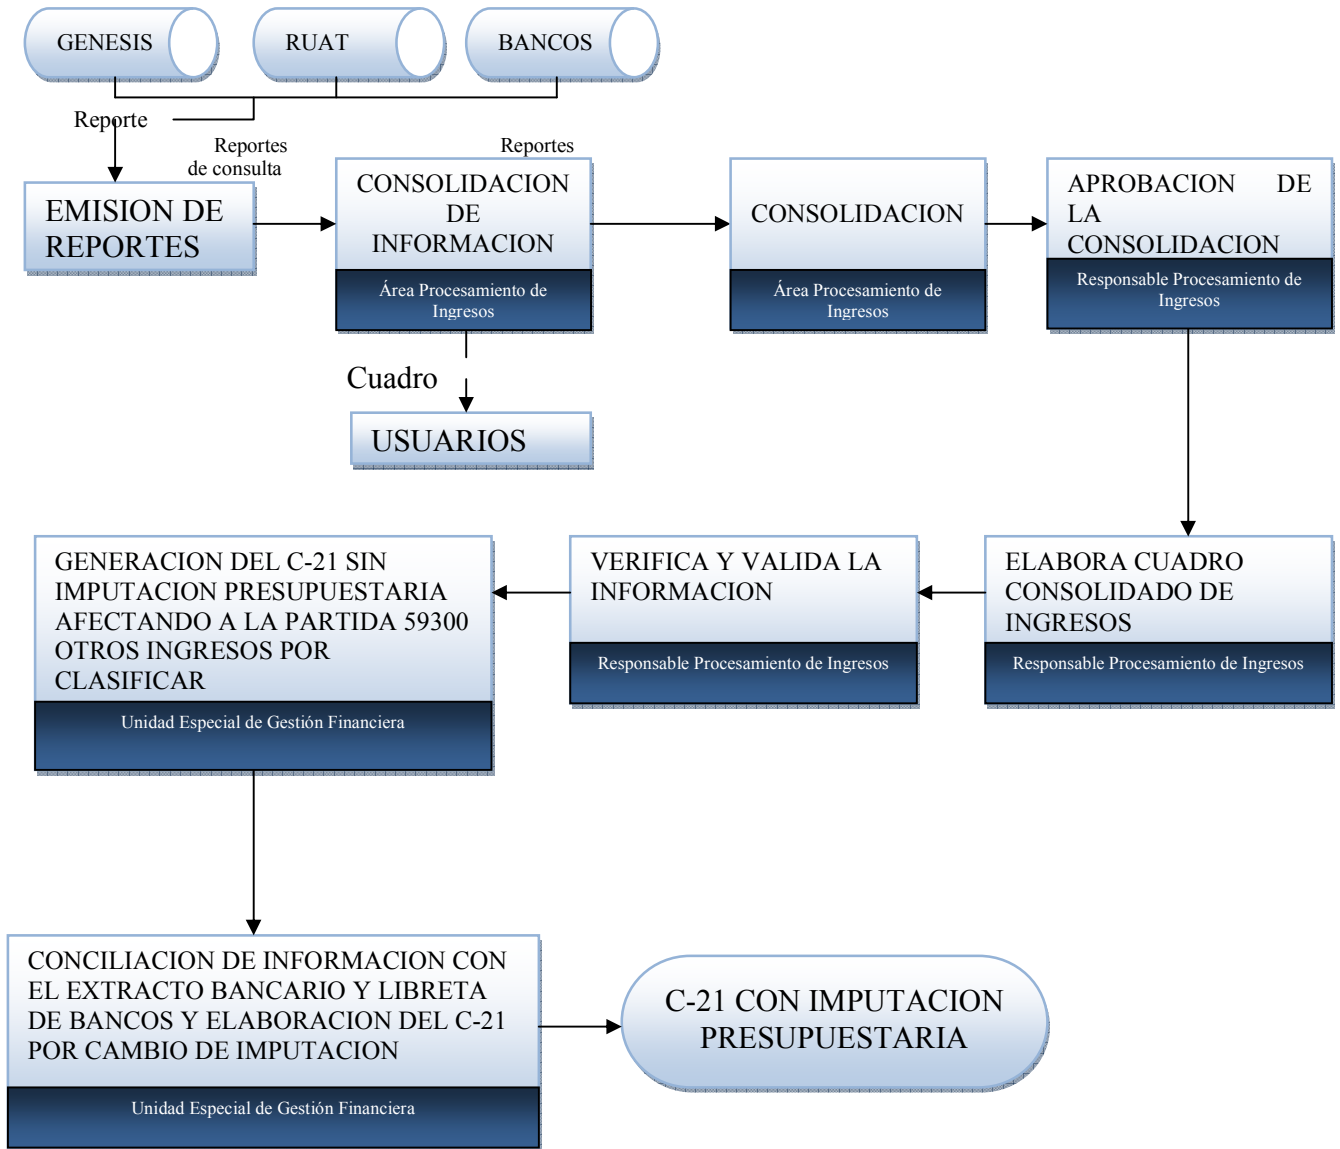 GENESIS
RUAT
BANCOS
Reporte
Reportes
de consulta
Reportes
EMISION DE
REPORTES
CONSOLIDACION
DE
INFORMACION
Área Procesamiento de
Ingresos
CONSOLIDACION
Área Procesamiento de
Ingresos
APROBACION DE
LA
CONSOLIDACION
Responsable Procesamiento de
Ingresos
Cuadro
USUARIOS
GENERACION DEL C-21 SIN
IMPUTACION PRESUPUESTARIA
AFECTANDO A LA PARTIDA 59300
OTROS INGRESOS POR
CLASIFICAR
Unidad Especial de Gestión Financiera
VERIFICA Y VALIDA LA
INFORMACION
Responsable Procesamiento de Ingresos
ELABORA CUADRO
CONSOLIDADO DE
INGRESOS
Responsable Procesamiento de Ingresos
CONCILIACION DE INFORMACION CON
EL EXTRACTO BANCARIO Y LIBRETA
DE BANCOS Y ELABORACION DEL C-21
POR CAMBIO DE IMPUTACION
Unidad Especial de Gestión Financiera
C-21 CON IMPUTACION
PRESUPUESTARIA